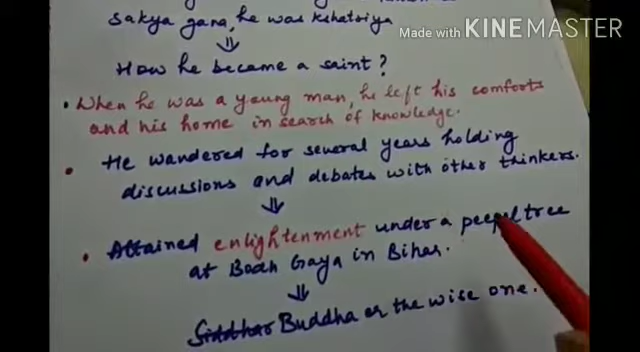 Sakya gana, he was Kshatriya
Made with KINEMASTER
⇓
How he became a saint?
• When he was a young man, he left his comforts
and his home in search of knowledge.
• He wandered for several years holding
discussions and debates with other thinkers.
⇓
• Attained enlightenment under a peepal tree
at Bodh Gaya in Bihar.
⇓
Buddha or the wise one.